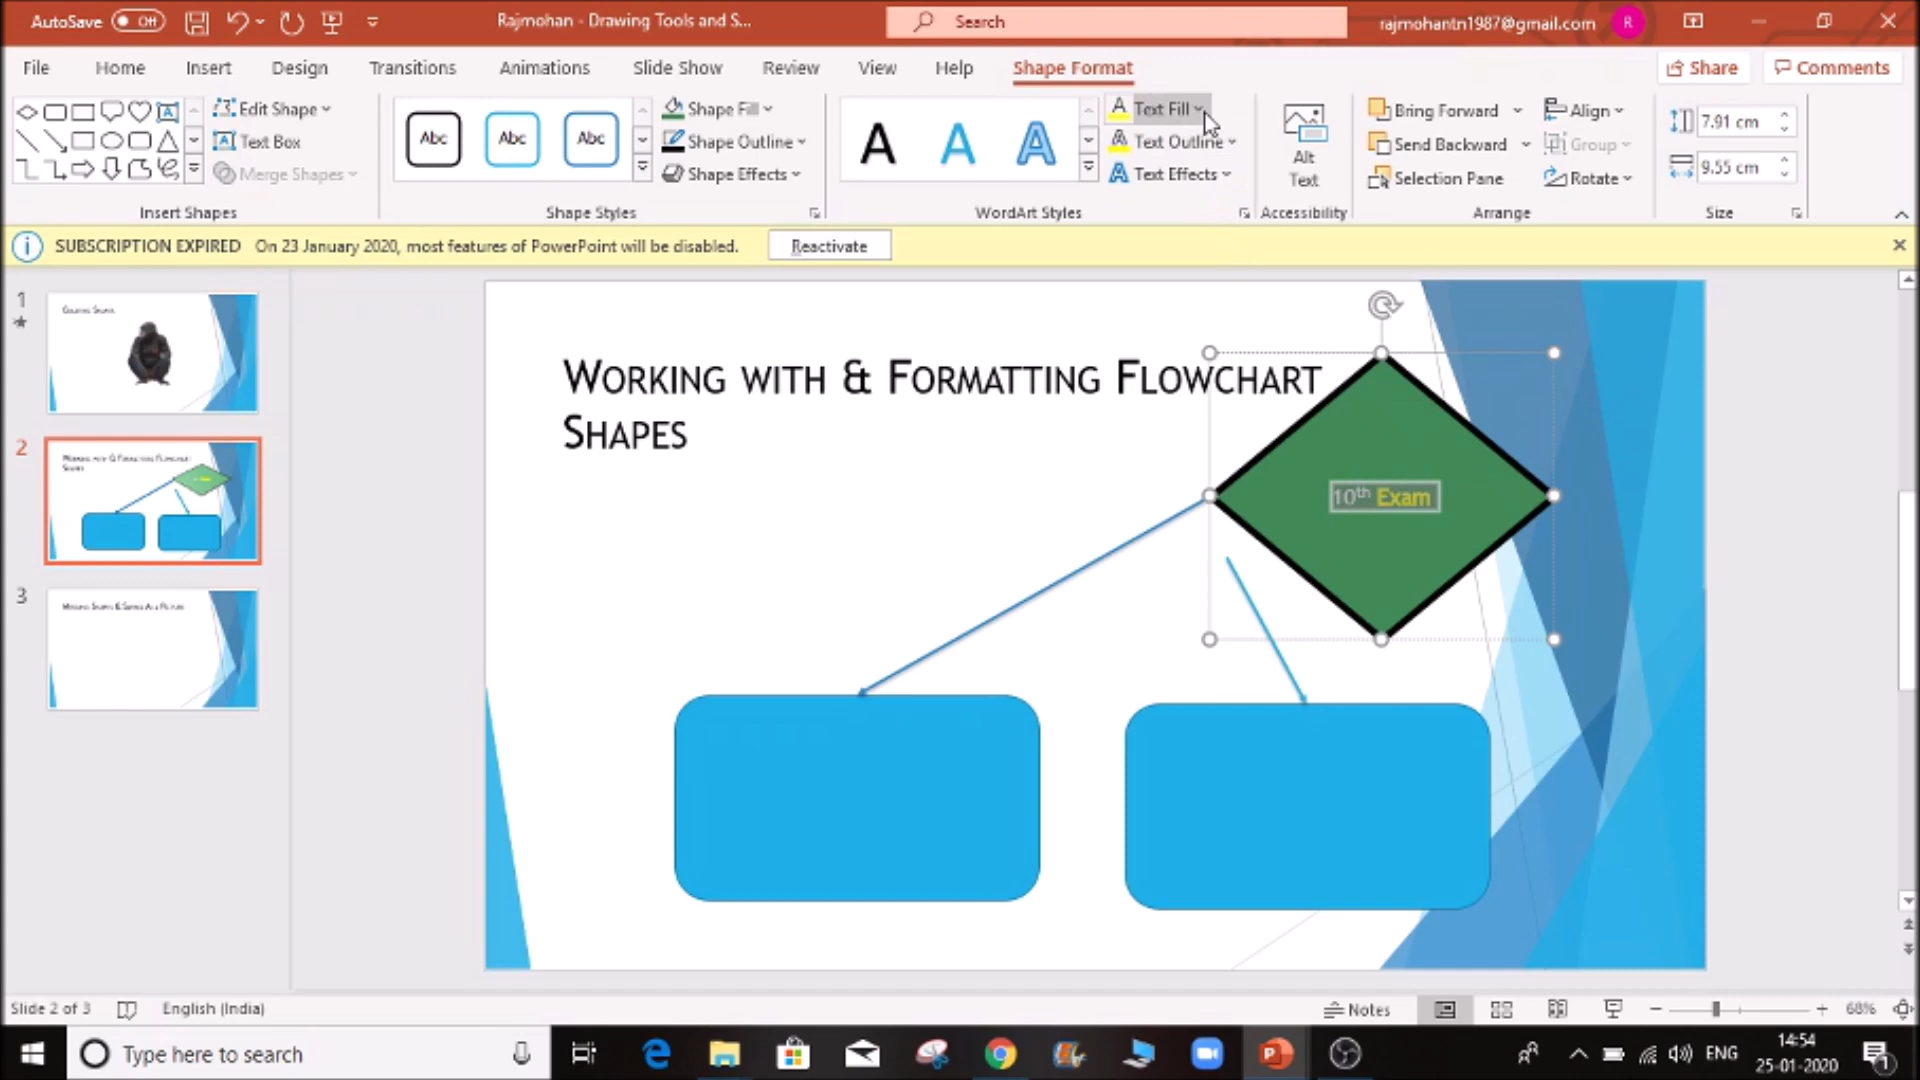 AutoSave Off
Rajmohan - Drawing Tools and S...
Search
rajmohantn1987@gmail.com
R
File Home Insert Design Transitions Animations Slide Show Review View Help Shape Format Share Comments
Edit Shape
Text Box
Merge Shapes
Insert Shapes
Abc Abc Abc
Shape Fill
Shape Outline
Shape Effects
Shape Styles
A A A
Text Fill
Text Outline
Text Effects
WordArt Styles
Alt
Text
Accessibility
Bring Forward
Send Backward
Selection Pane
Align
Group
Rotate
Arrange
7.91 cm
9.55 cm
Size
SUBSCRIPTION EXPIRED On 23 January 2020, most features of PowerPoint will be disabled. Reactivate
1
2
3
WORKING WITH & FORMATTING FLOWCHART
SHAPES
10th Exam
Slide 2 of 3 English (India) Notes 68%
Type here to search
ENG
14:54
25-01-2020
1